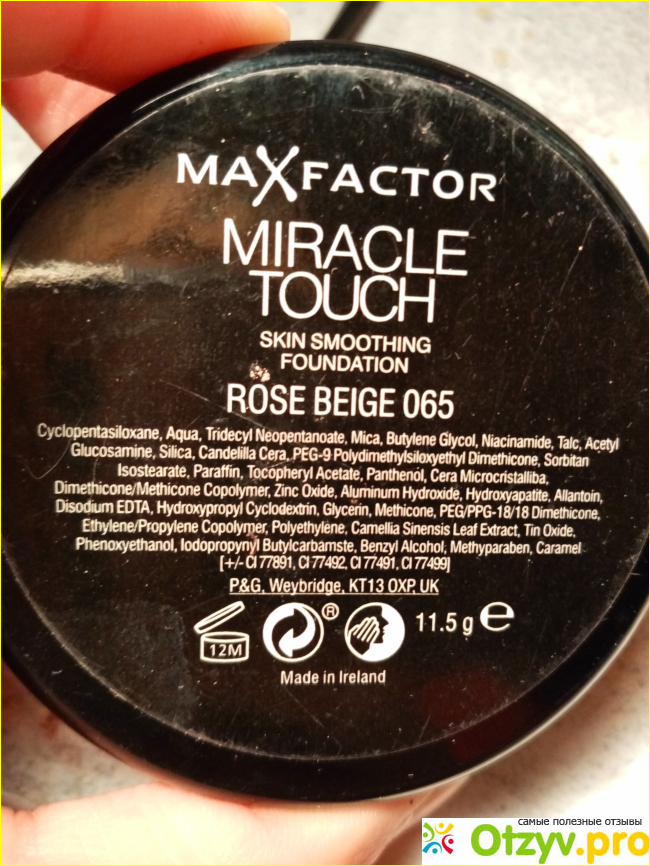 MAXFACTOR
MIRACLE
TOUCH
SKIN SMOOTHING
FOUNDATION
ROSE BEIGE 065
Cyclopentasiloxane, Aqua, Tridecyl Neopentanoate, Mica, Butylene Glycol, Niacinamide, Talc, Acetyl
Glucosamine, Silica, Candelilla Cera, PEG-9 Polydimethylsiloxyethyl Dimethicone, Sorbitan
Isostearate, Paraffin, Tocopheryl Acetate, Panthenol, Cera Microcristalliba,
Dimethicone/Methicone Copolymer, Zinc Oxide, Aluminum Hydroxide, Hydroxyapatite, Allantoin,
Disodium EDTA, Hydroxypropyl Cyclodextrin, Glycerin, Methicone, PEG/PPG-18/18 Dimethicone,
Ethylene/Propylene Copolymer, Polyethylene, Camellia Sinensis Leaf Extract, Tin Oxide,
Phenoxyethanol, Iodopropynyl Butylcarbamste, Benzyl Alcohol, Methyparaben, Caramel
[+/- CI 77891, CI 77492, CI 77491, CI 77499]
P&G, Weybridge, KT13 OXP, UK
12M
®
11.5 g e
Made in Ireland
самые полезные отзывы
Otzyv.pro